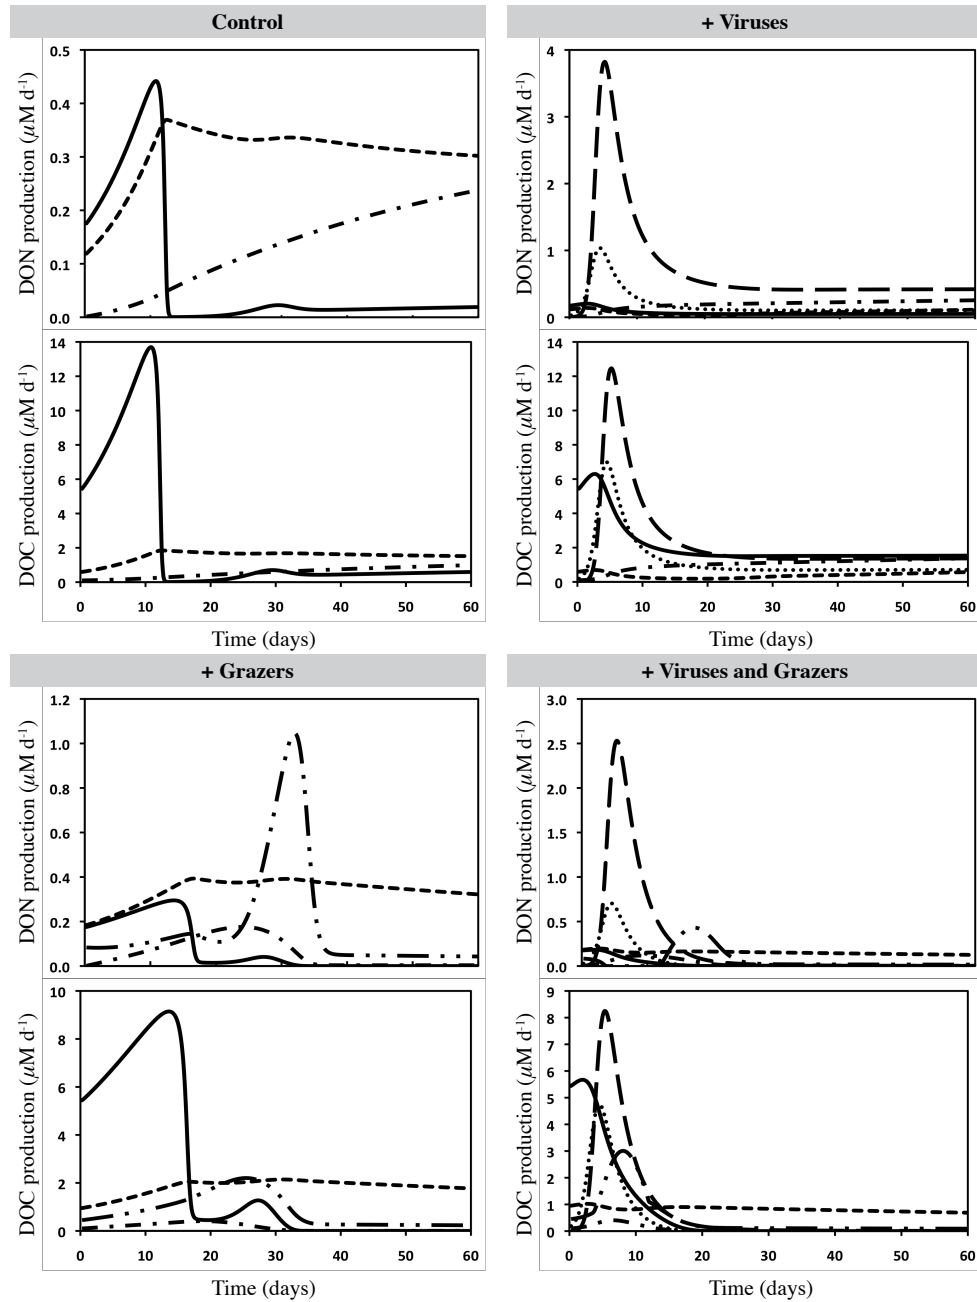 Control
0.5
0.4
0.3
0.2
0.1
0.0
DON production (μM d-1)
14
12
10
8
6
4
2
0
DOC production (μM d-1)
0 10 20 30 40 50 60
Time (days)
+ Viruses
4
3
2
1
0
DON production (μM d-1)
14
12
10
8
6
4
2
0
DOC production (μM d-1)
0 10 20 30 40 50 60
Time (days)
+ Grazers
1.2
1.0
0.8
0.6
0.4
0.2
0.0
DON production (μM d-1)
10
8
6
4
2
0
DOC production (μM d-1)
0 10 20 30 40 50 60
Time (days)
+ Viruses and Grazers
3.0
2.5
2.0
1.5
1.0
0.5
0.0
DON production (μM d-1)
9
8
7
6
5
4
3
2
1
0
DOC production (μM d-1)
0 10 20 30 40 50 60
Time (days)